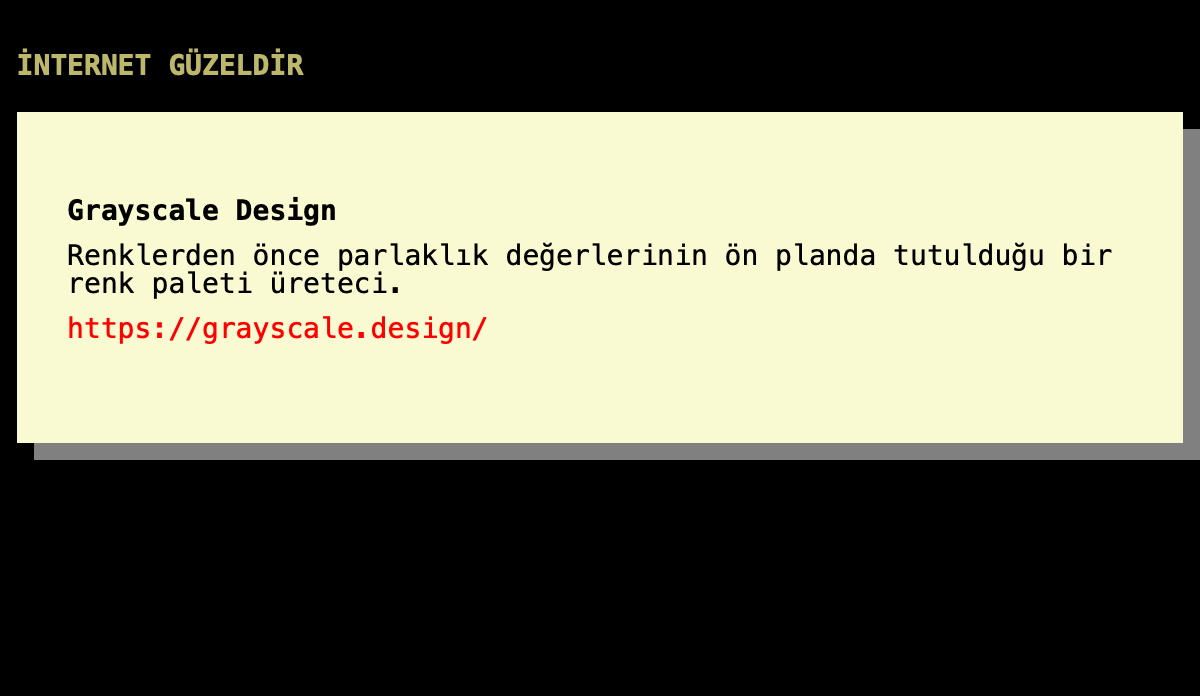 İNTERNET GÜZELDİR
Grayscale Design
Renklerden önce parlaklık değerlerinin ön planda tutulduğu bir
renk paleti üreteci.
https://grayscale.design/